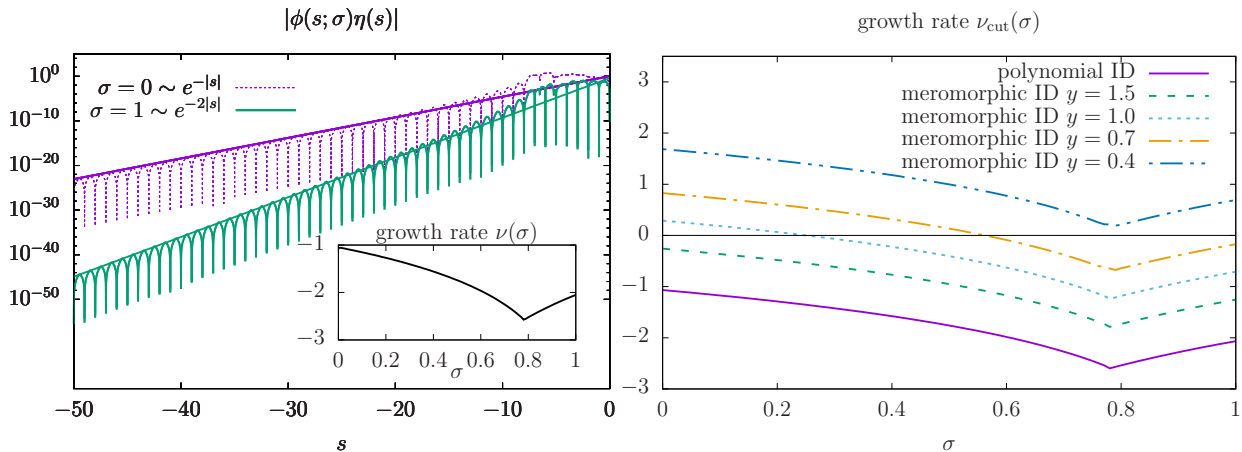 |ϕ(s; σ)η(s)|
10^0
10^−10
10^−20
10^−30
10^−40
10^−50
σ = 0 ∼ e^−|s|
σ = 1 ∼ e^−2|s|
growth rate ν(σ)
−1
−2
−3
0 0.2 0.4 0.6 0.8 1
σ
−50 −40 −30 −20 −10 0
s
growth rate ν_cut(σ)
3
2
1
0
−1
−2
−3
polynomial ID
meromorphic ID y = 1.5
meromorphic ID y = 1.0
meromorphic ID y = 0.7
meromorphic ID y = 0.4
0 0.2 0.4 0.6 0.8 1
σ